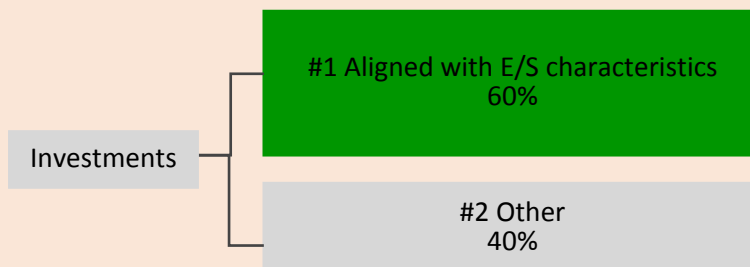 #1 Aligned with E/S characteristics
60%
Investments
#2 Other
40%